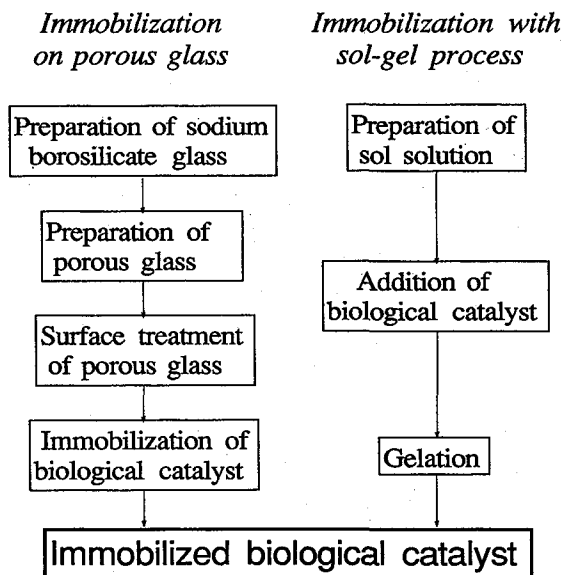 Immobilization
on porous glass
Preparation of sodium
borosilicate glass
Preparation of
porous glass
Surface treatment
of porous glass
Immobilization of
biological catalyst
Immobilization with
sol-gel process
Preparation of
sol solution
Addition of
biological catalyst
Gelation
Immobilized biological catalyst